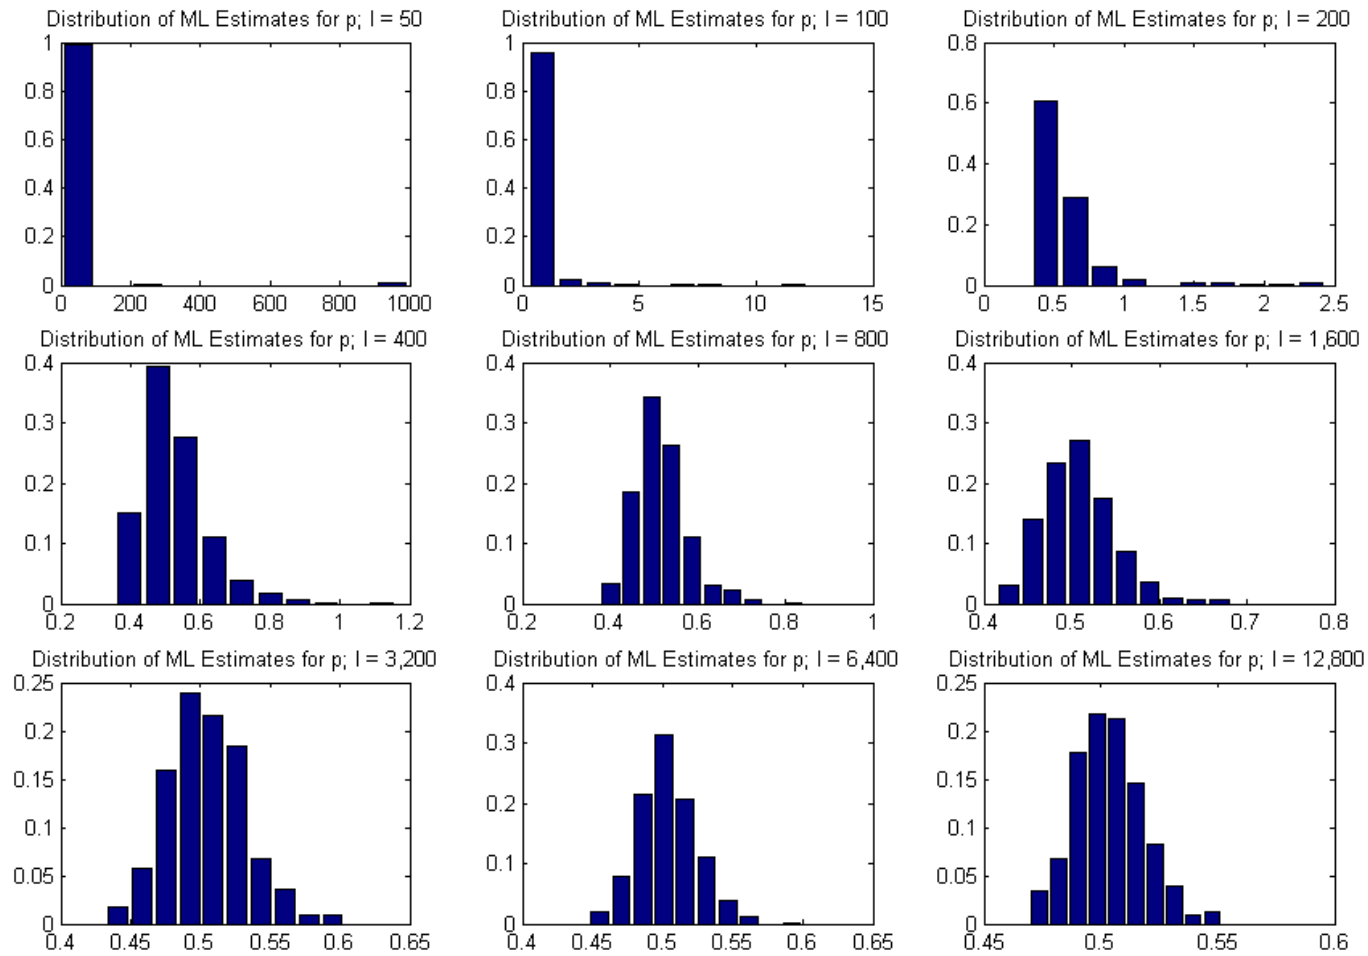 Distribution of ML Estimates for p; I = 50
Distribution of ML Estimates for p; I = 100
Distribution of ML Estimates for p; I = 200
1
0.8
0.6
0.4
0.2
0
0 200 400 600 800 1000
1
0.8
0.6
0.4
0.2
0
0 5 10 15
0.8
0.6
0.4
0.2
0
0 0.5 1 1.5 2 2.5
Distribution of ML Estimates for p; I = 400
Distribution of ML Estimates for p; I = 800
Distribution of ML Estimates for p; I = 1,600
0.4
0.3
0.2
0.1
0
0.2 0.4 0.6 0.8 1 1.2
0.4
0.3
0.2
0.1
0
0.2 0.4 0.6 0.8 1
0.4
0.3
0.2
0.1
0
0.4 0.5 0.6 0.7 0.8
Distribution of ML Estimates for p; I = 3,200
Distribution of ML Estimates for p; I = 6,400
Distribution of ML Estimates for p; I = 12,800
0.25
0.2
0.15
0.1
0.05
0
0.4 0.45 0.5 0.55 0.6 0.65
0.4
0.3
0.2
0.1
0
0.4 0.45 0.5 0.55 0.6 0.65
0.25
0.2
0.15
0.1
0.05
0
0.45 0.5 0.55 0.6